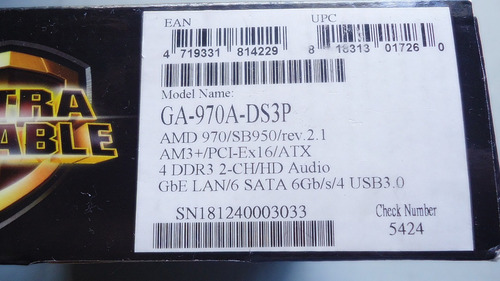 EAN UPC
4 719331 814229 8 18313 01726 0
Model Name:
GA-970A-DS3P
AMD 970/SB950/rev.2.1
AM3+/PCI-Ex16/ATX
4 DDR3 2-CH/HD Audio
GbE LAN/6 SATA 6Gb/s/4 USB3.0
SN181240003033 Check Number
5424
TRA
ABLE